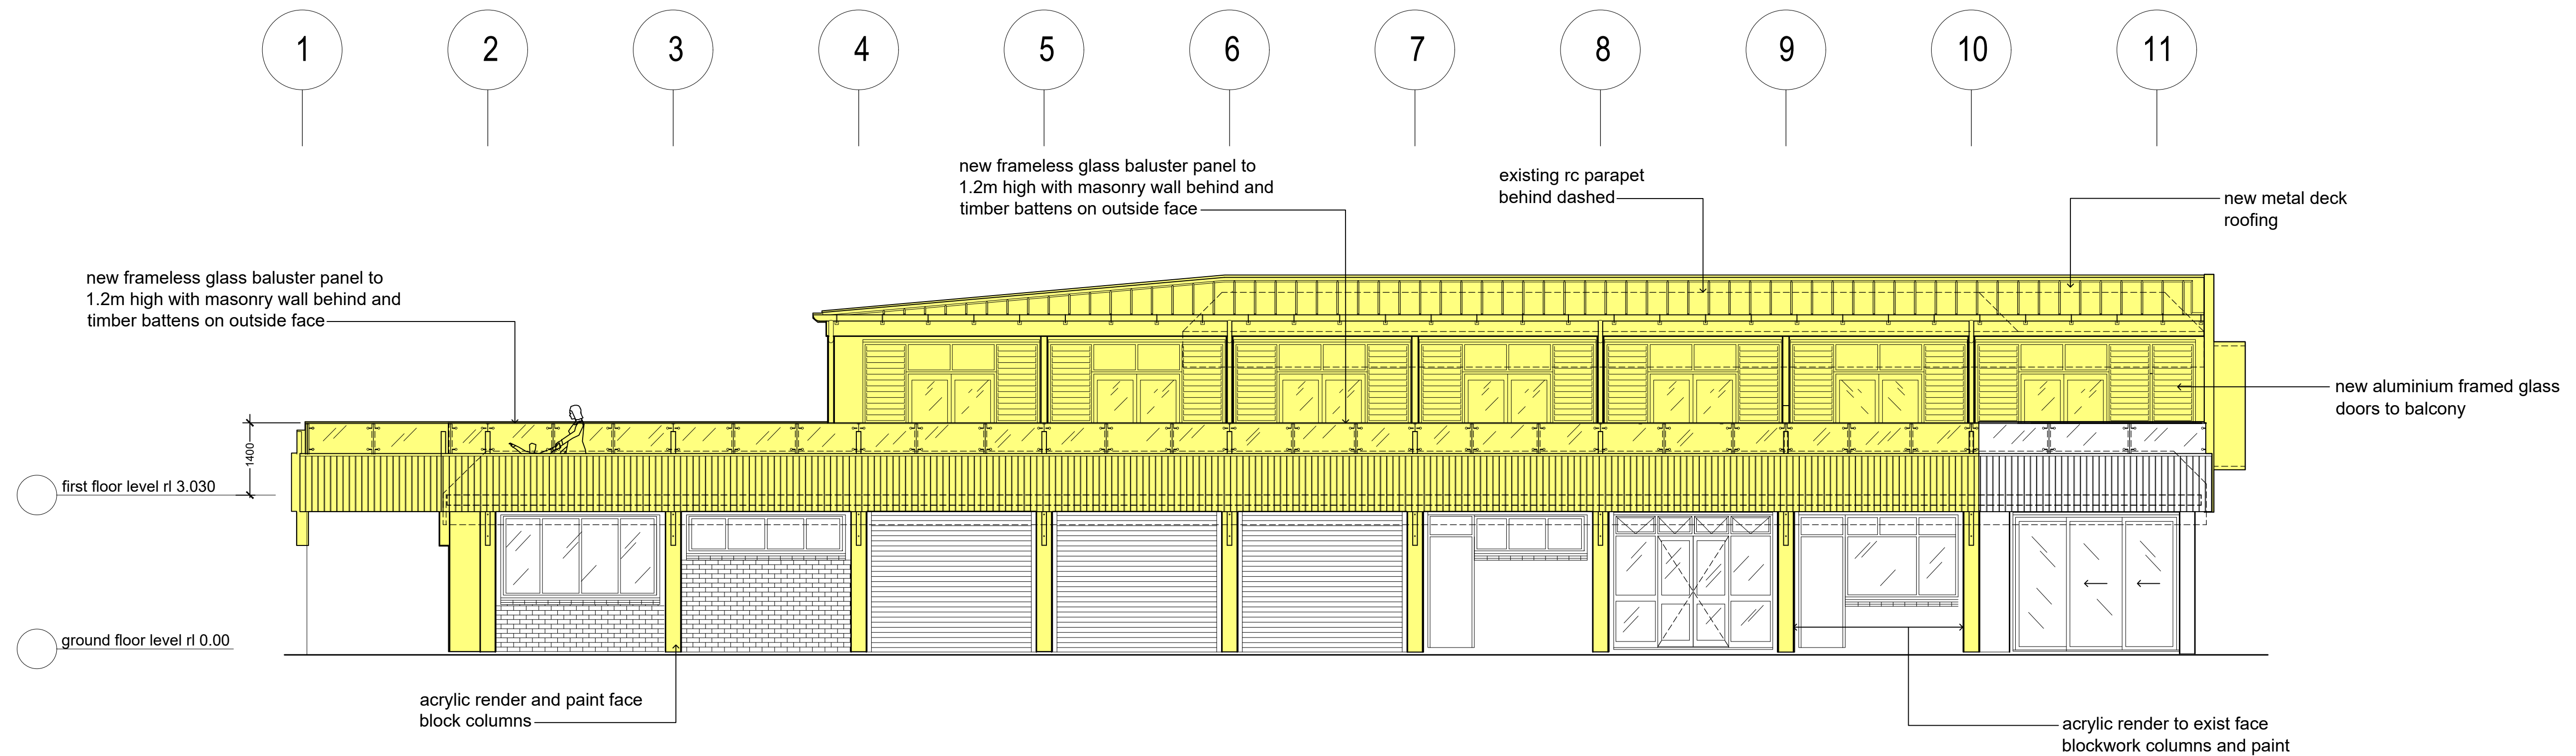 1 2 3 4 5 6 7 8 9 10 11
new frameless glass baluster panel to
1.2m high with masonry wall behind and
timber battens on outside face
existing rc parapet
behind dashed
new metal deck
roofing
new frameless glass baluster panel to
1.2m high with masonry wall behind and
timber battens on outside face
new aluminium framed glass
doors to balcony
1400
first floor level rl 3.030
ground floor level rl 0.00
acrylic render and paint face
block columns
acrylic render to exist face
blockwork columns and paint